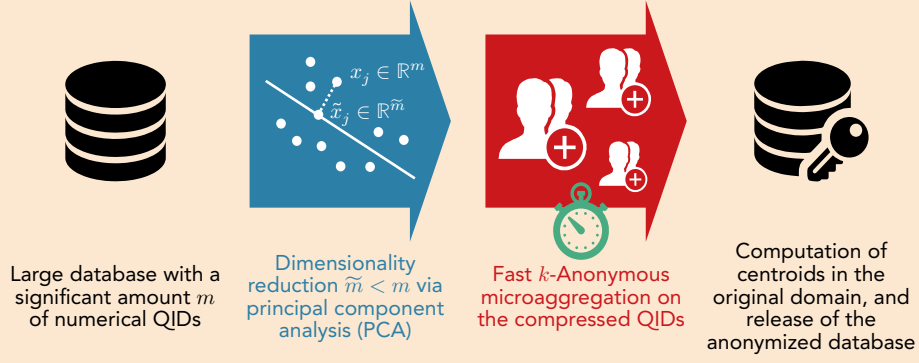 x_j ∈ ℝ^m
x̃_j ∈ ℝ^m̃
Large database with a
significant amount m
of numerical QIDs
Dimensionality
reduction m̃ < m via
principal component
analysis (PCA)
Fast k-Anonymous
microaggregation on
the compressed QIDs
Computation of
centroids in the
original domain, and
release of the
anonymized database